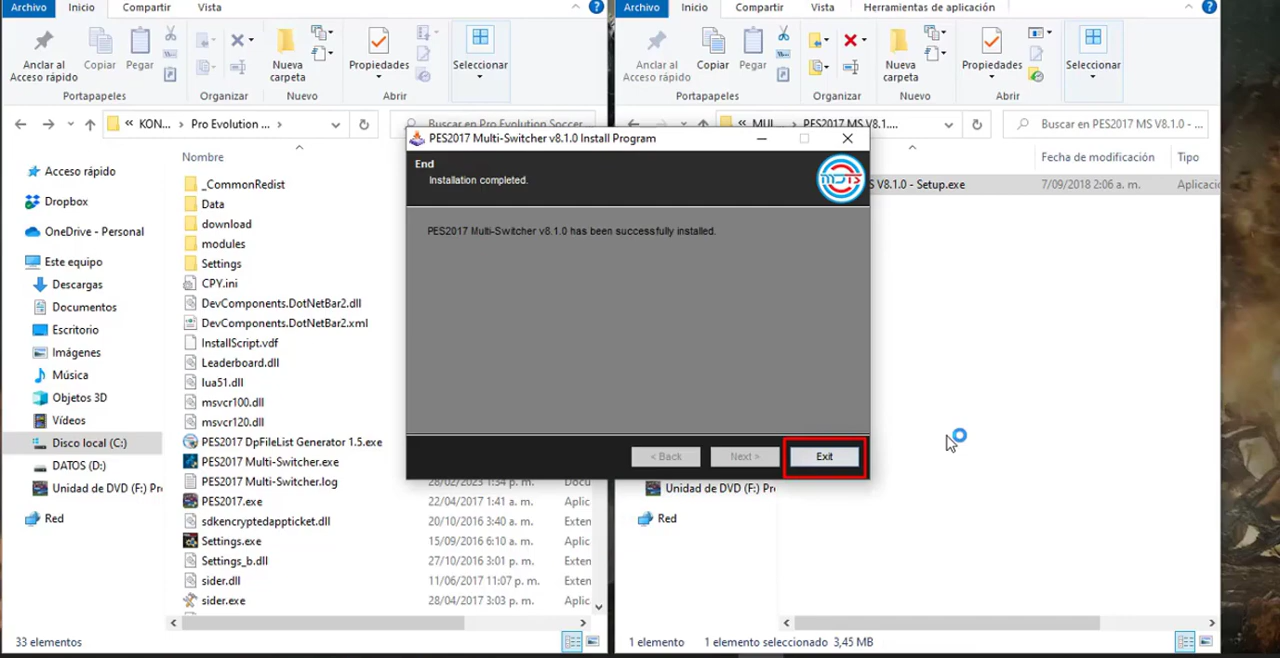 Archivo Inicio Compartir Vista
Anclar al Acceso rápido
Copiar
Pegar
Portapapeles
Organizar
Nueva carpeta
Nuevo
Propiedades
Abrir
Seleccionar
« KON... › Pro Evolution ... ›
Buscar en Pro Evolution Soccer
Nombre
Acceso rápido
Dropbox
OneDrive - Personal
Este equipo
Descargas
Documentos
Escritorio
Imágenes
Música
Objetos 3D
Vídeos
Disco local (C:)
DATOS (D:)
Unidad de DVD (F:) Pr
Red
_CommonRedist
Data
download
modules
Settings
CPY.ini
DevComponents.DotNetBar2.dll
DevComponents.DotNetBar2.xml
InstallScript.vdf
Leaderboard.dll
lua51.dll
msvcr100.dll
msvcr120.dll
PES2017 DpFileList Generator 1.5.exe
PES2017 Multi-Switcher.exe
PES2017 Multi-Switcher.log 28/02/2023 1:34 p. m. Docu
PES2017.exe 22/04/2017 1:41 a. m. Aplic
sdkencryptedappticket.dll 20/10/2016 3:40 a. m. Exten
Settings.exe 15/09/2016 6:10 a. m. Aplic
Settings_b.dll 27/10/2016 3:01 p. m. Exten
sider.dll 11/06/2017 11:07 p. m. Exten
sider.exe 28/04/2017 3:03 p. m. Aplic
33 elementos
PES2017 Multi-Switcher v8.1.0 Install Program
End
Installation completed.
PES2017 Multi-Switcher v8.1.0 has been successfully installed.
< Back
Next >
Exit
Archivo Inicio Compartir Vista Herramientas de aplicación
Anclar al Acceso rápido
Copiar
Pegar
Portapapeles
Organizar
Nueva carpeta
Nuevo
Propiedades
Abrir
Seleccionar
« MUL... › PES2017 MS V8.1....
Buscar en PES2017 MS V8.1.0 - ...
Fecha de modificación Tipo
S V8.1.0 - Setup.exe 7/09/2018 2:06 a. m. Aplicació
Unidad de DVD (F:) Pr
Red
1 elemento 1 elemento seleccionado 3,45 MB